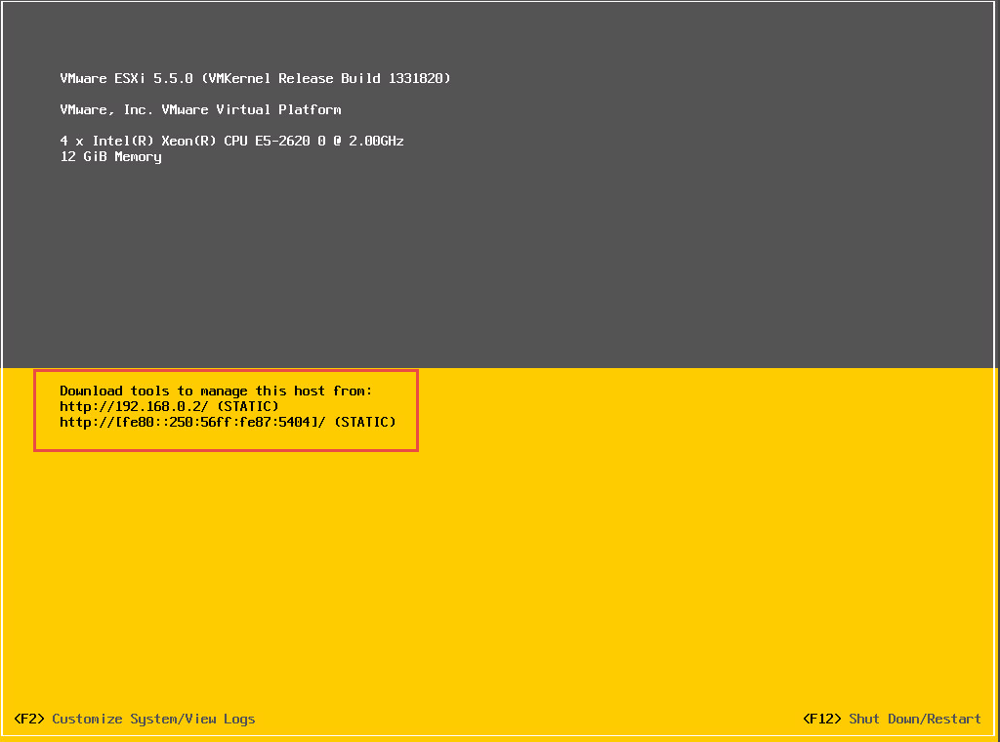 VMware ESXi 5.5.0 (VMKernel Release Build 1331820)
VMware, Inc. VMware Virtual Platform
4 x Intel(R) Xeon(R) CPU E5-2620 0 @ 2.00GHz
12 GiB Memory
Download tools to manage this host from:
http://192.168.0.2/ (STATIC)
http://[fe80::250:56ff:fe87:5404]/ (STATIC)
<F2> Customize System/View Logs
<F12> Shut Down/Restart